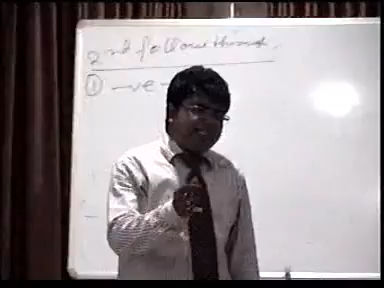 2nd follow through.
① -ve -